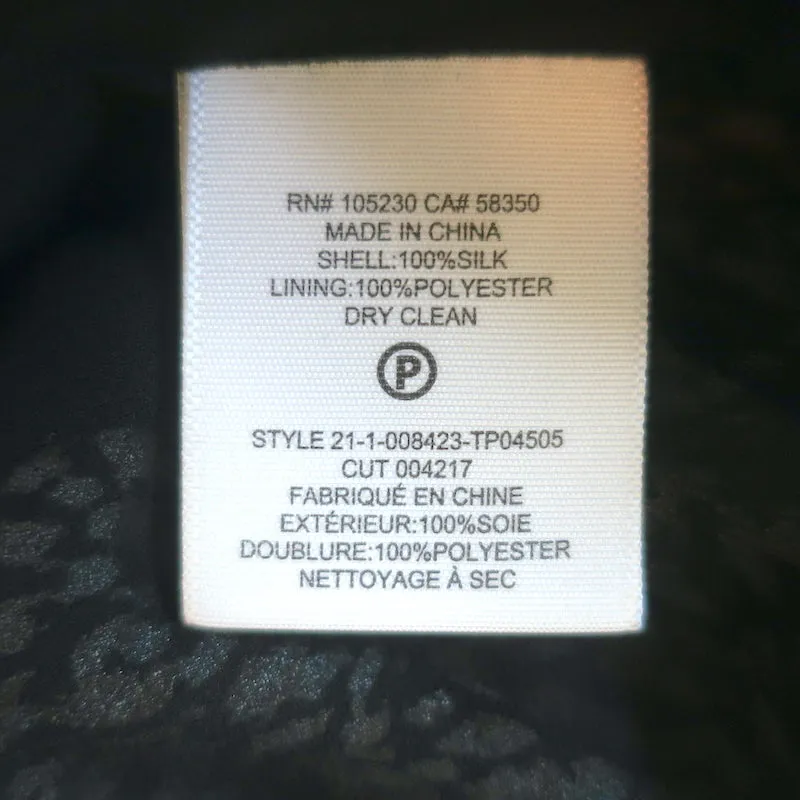 RN# 105230 CA# 58350
MADE IN CHINA
SHELL:100%SILK
LINING:100%POLYESTER
DRY CLEAN
P
STYLE 21-1-008423-TP04505
CUT 004217
FABRIQUÉ EN CHINE
EXTÉRIEUR:100%SOIE
DOUBLURE:100%POLYESTER
NETTOYAGE À SEC